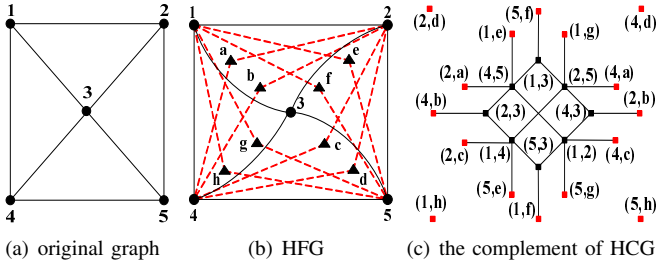 1 2
3
4 5
1 2
a e
b f
3
g c
h d
4 5
(2,d) (5,f) (4,d)
(1,e) (1,g)
(2,a) (4,5) (1,3) (2,5) (4,a)
(4,b) (2,3) (4,3) (2,b)
(2,c) (1,4) (5,3) (1,2) (4,c)
(5,e) (5,g)
(1,h) (1,f) (5,h)
(a) original graph (b) HFG (c) the complement of HCG